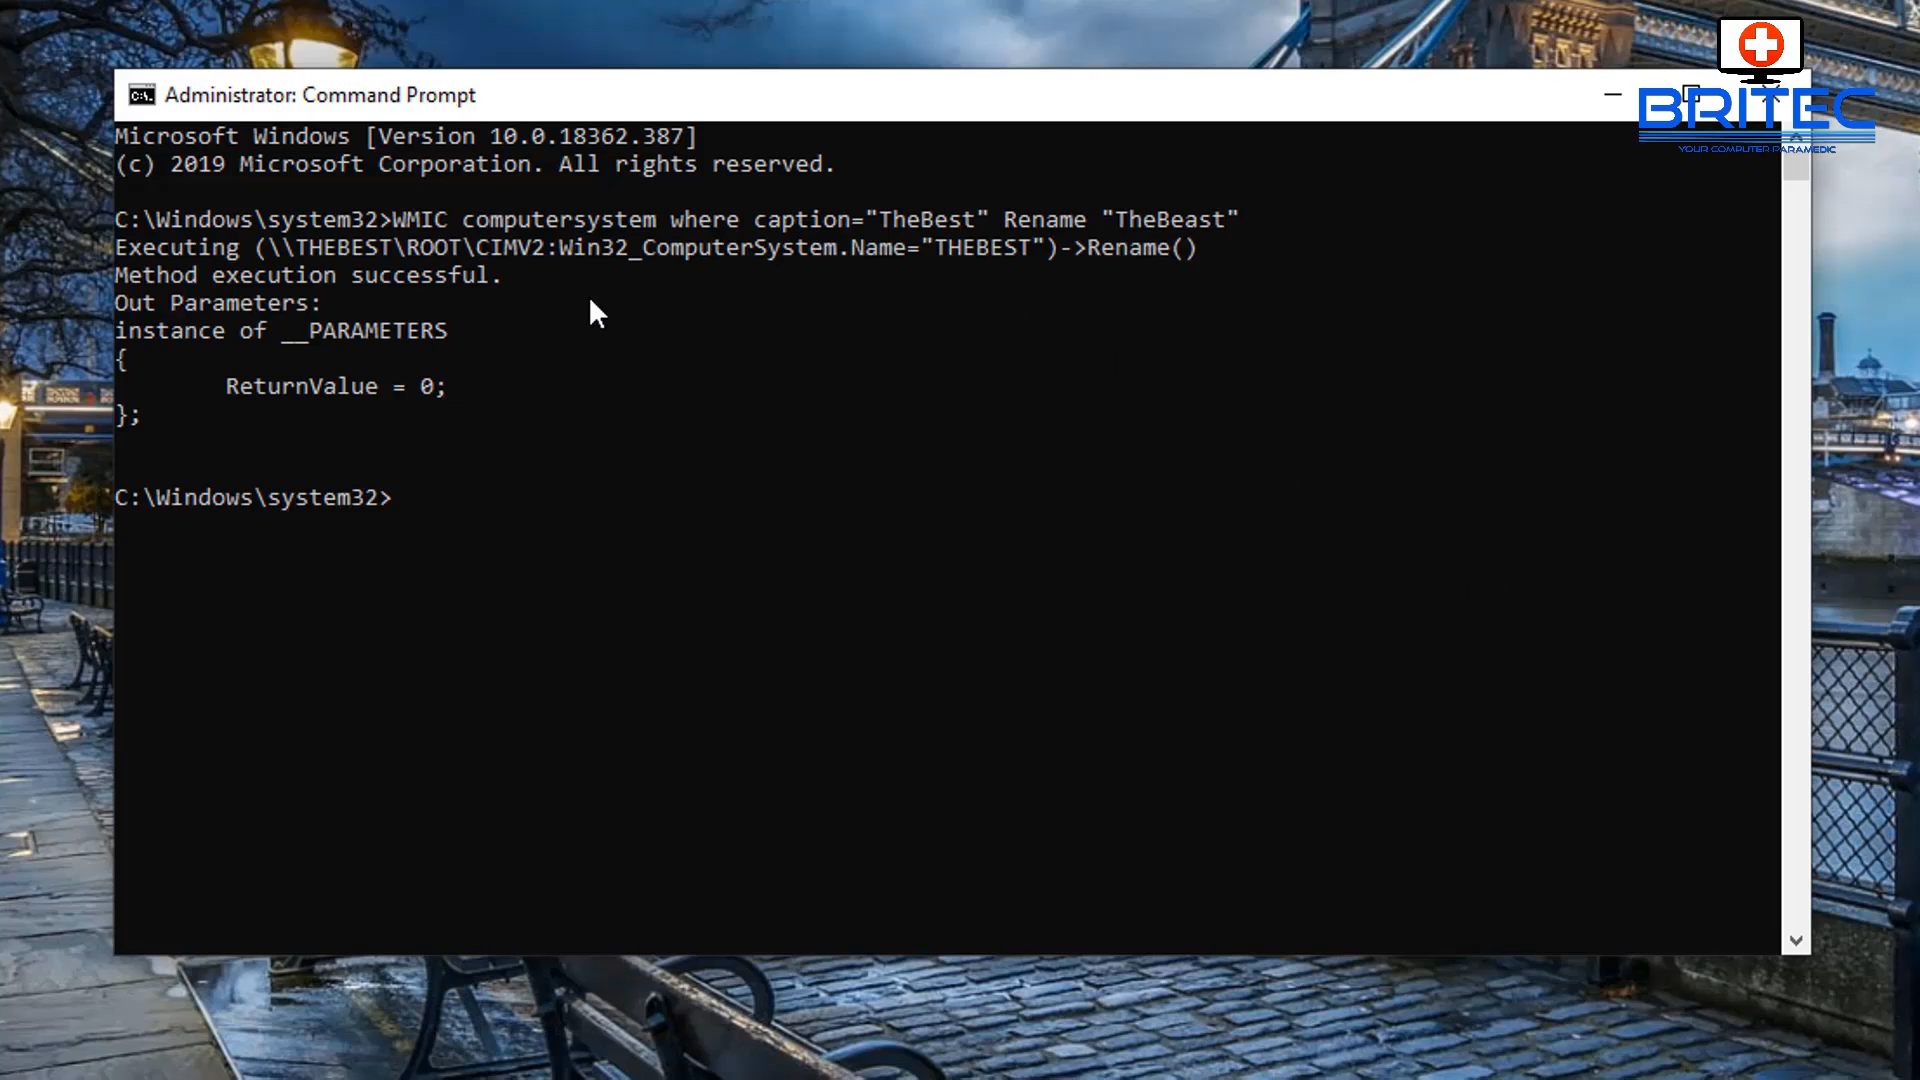 Administrator: Command Prompt
BRITEC
YOUR COMPUTER PARAMEDIC
Microsoft Windows [Version 10.0.18362.387]
(c) 2019 Microsoft Corporation. All rights reserved.
C:\Windows\system32>WMIC computersystem where caption="TheBest" Rename "TheBeast"
Executing (\\THEBEST\ROOT\CIMV2:Win32_ComputerSystem.Name="THEBEST")->Rename()
Method execution successful.
Out Parameters:
instance of __PARAMETERS
{
        ReturnValue = 0;
};
C:\Windows\system32>